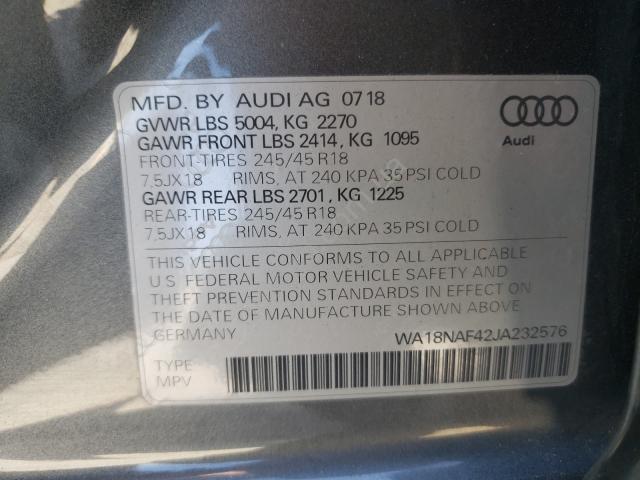 MFD. BY AUDI AG 07 18
GVWR LBS 5004, KG 2270
GAWR FRONT LBS 2414, KG 1095
FRONT-TIRES 245/45 R18
7,5JX18 RIMS, AT 240 KPA 35 PSI COLD
GAWR REAR LBS 2701, KG 1225
REAR-TIRES 245/45 R18
7,5JX18 RIMS, AT 240 KPA 35 PSI COLD
Audi
THIS VEHICLE CONFORMS TO ALL APPLICABLE
U.S. FEDERAL MOTOR VEHICLE SAFETY AND
THEFT PREVENTION STANDARDS IN EFFECT ON
THE DATE OF MANUFACTURE SHOWN ABOVE.
GERMANY
WA18NAF42JA232576
TYPE
MPV